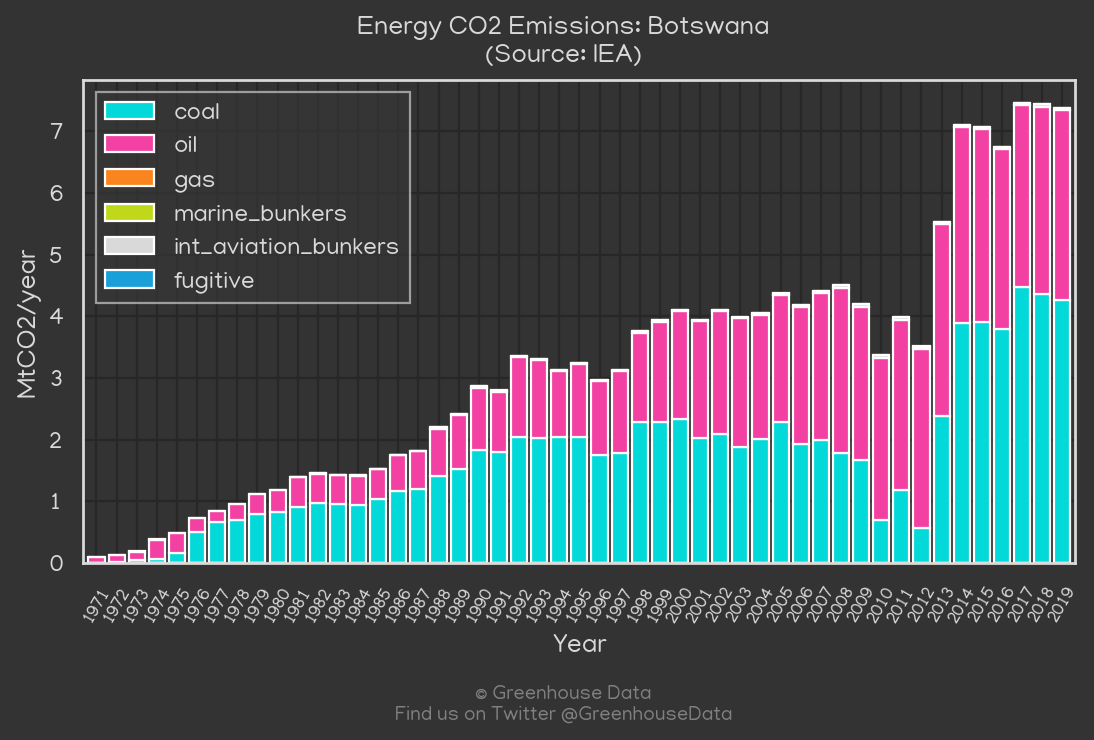 Energy CO2 Emissions: Botswana
(Source: IEA)
coal
oil
gas
marine_bunkers
int_aviation_bunkers
fugitive
MtCO2/year
7
6
5
4
3
2
1
0
1971 1972 1973 1974 1975 1976 1977 1978 1979 1980 1981 1982 1983 1984 1985 1986 1987 1988 1989 1990 1991 1992 1993 1994 1995 1996 1997 1998 1999 2000 2001 2002 2003 2004 2005 2006 2007 2008 2009 2010 2011 2012 2013 2014 2015 2016 2017 2018 2019
Year
© Greenhouse Data
Find us on Twitter @GreenhouseData